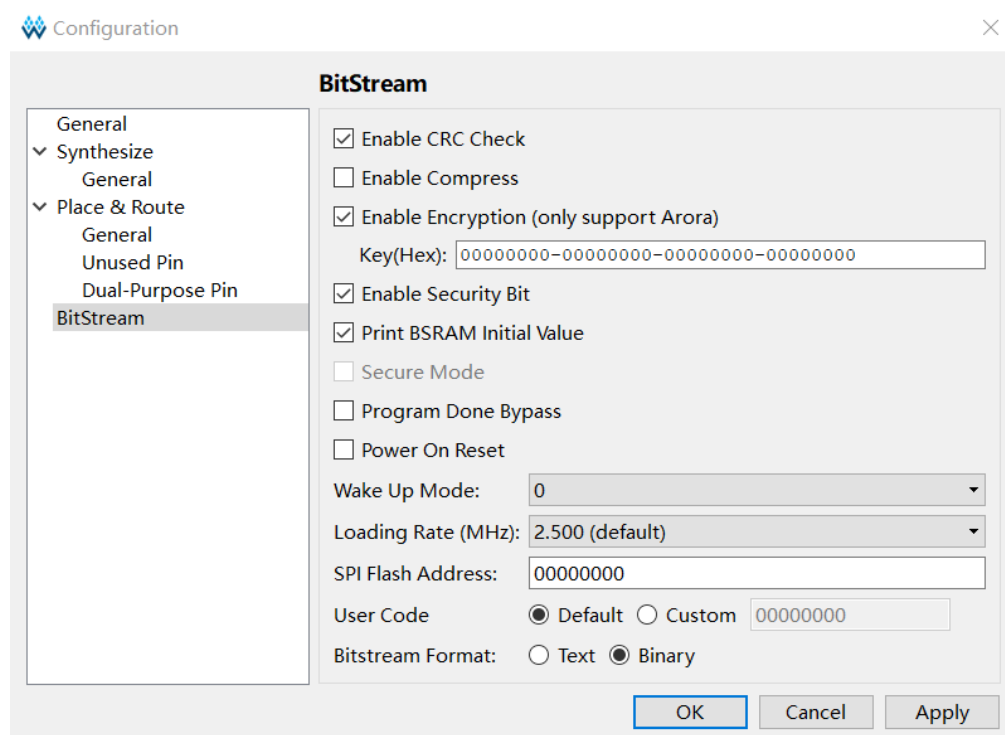 Configuration
BitStream
General
Synthesize
General
Place & Route
General
Unused Pin
Dual-Purpose Pin
BitStream
Enable CRC Check
Enable Compress
Enable Encryption (only support Arora)
Key(Hex): 00000000-00000000-00000000-00000000
Enable Security Bit
Print BSRAM Initial Value
Secure Mode
Program Done Bypass
Power On Reset
Wake Up Mode: 0
Loading Rate (MHz): 2.500 (default)
SPI Flash Address: 00000000
User Code Default Custom 00000000
Bitstream Format: Text Binary
OK Cancel Apply